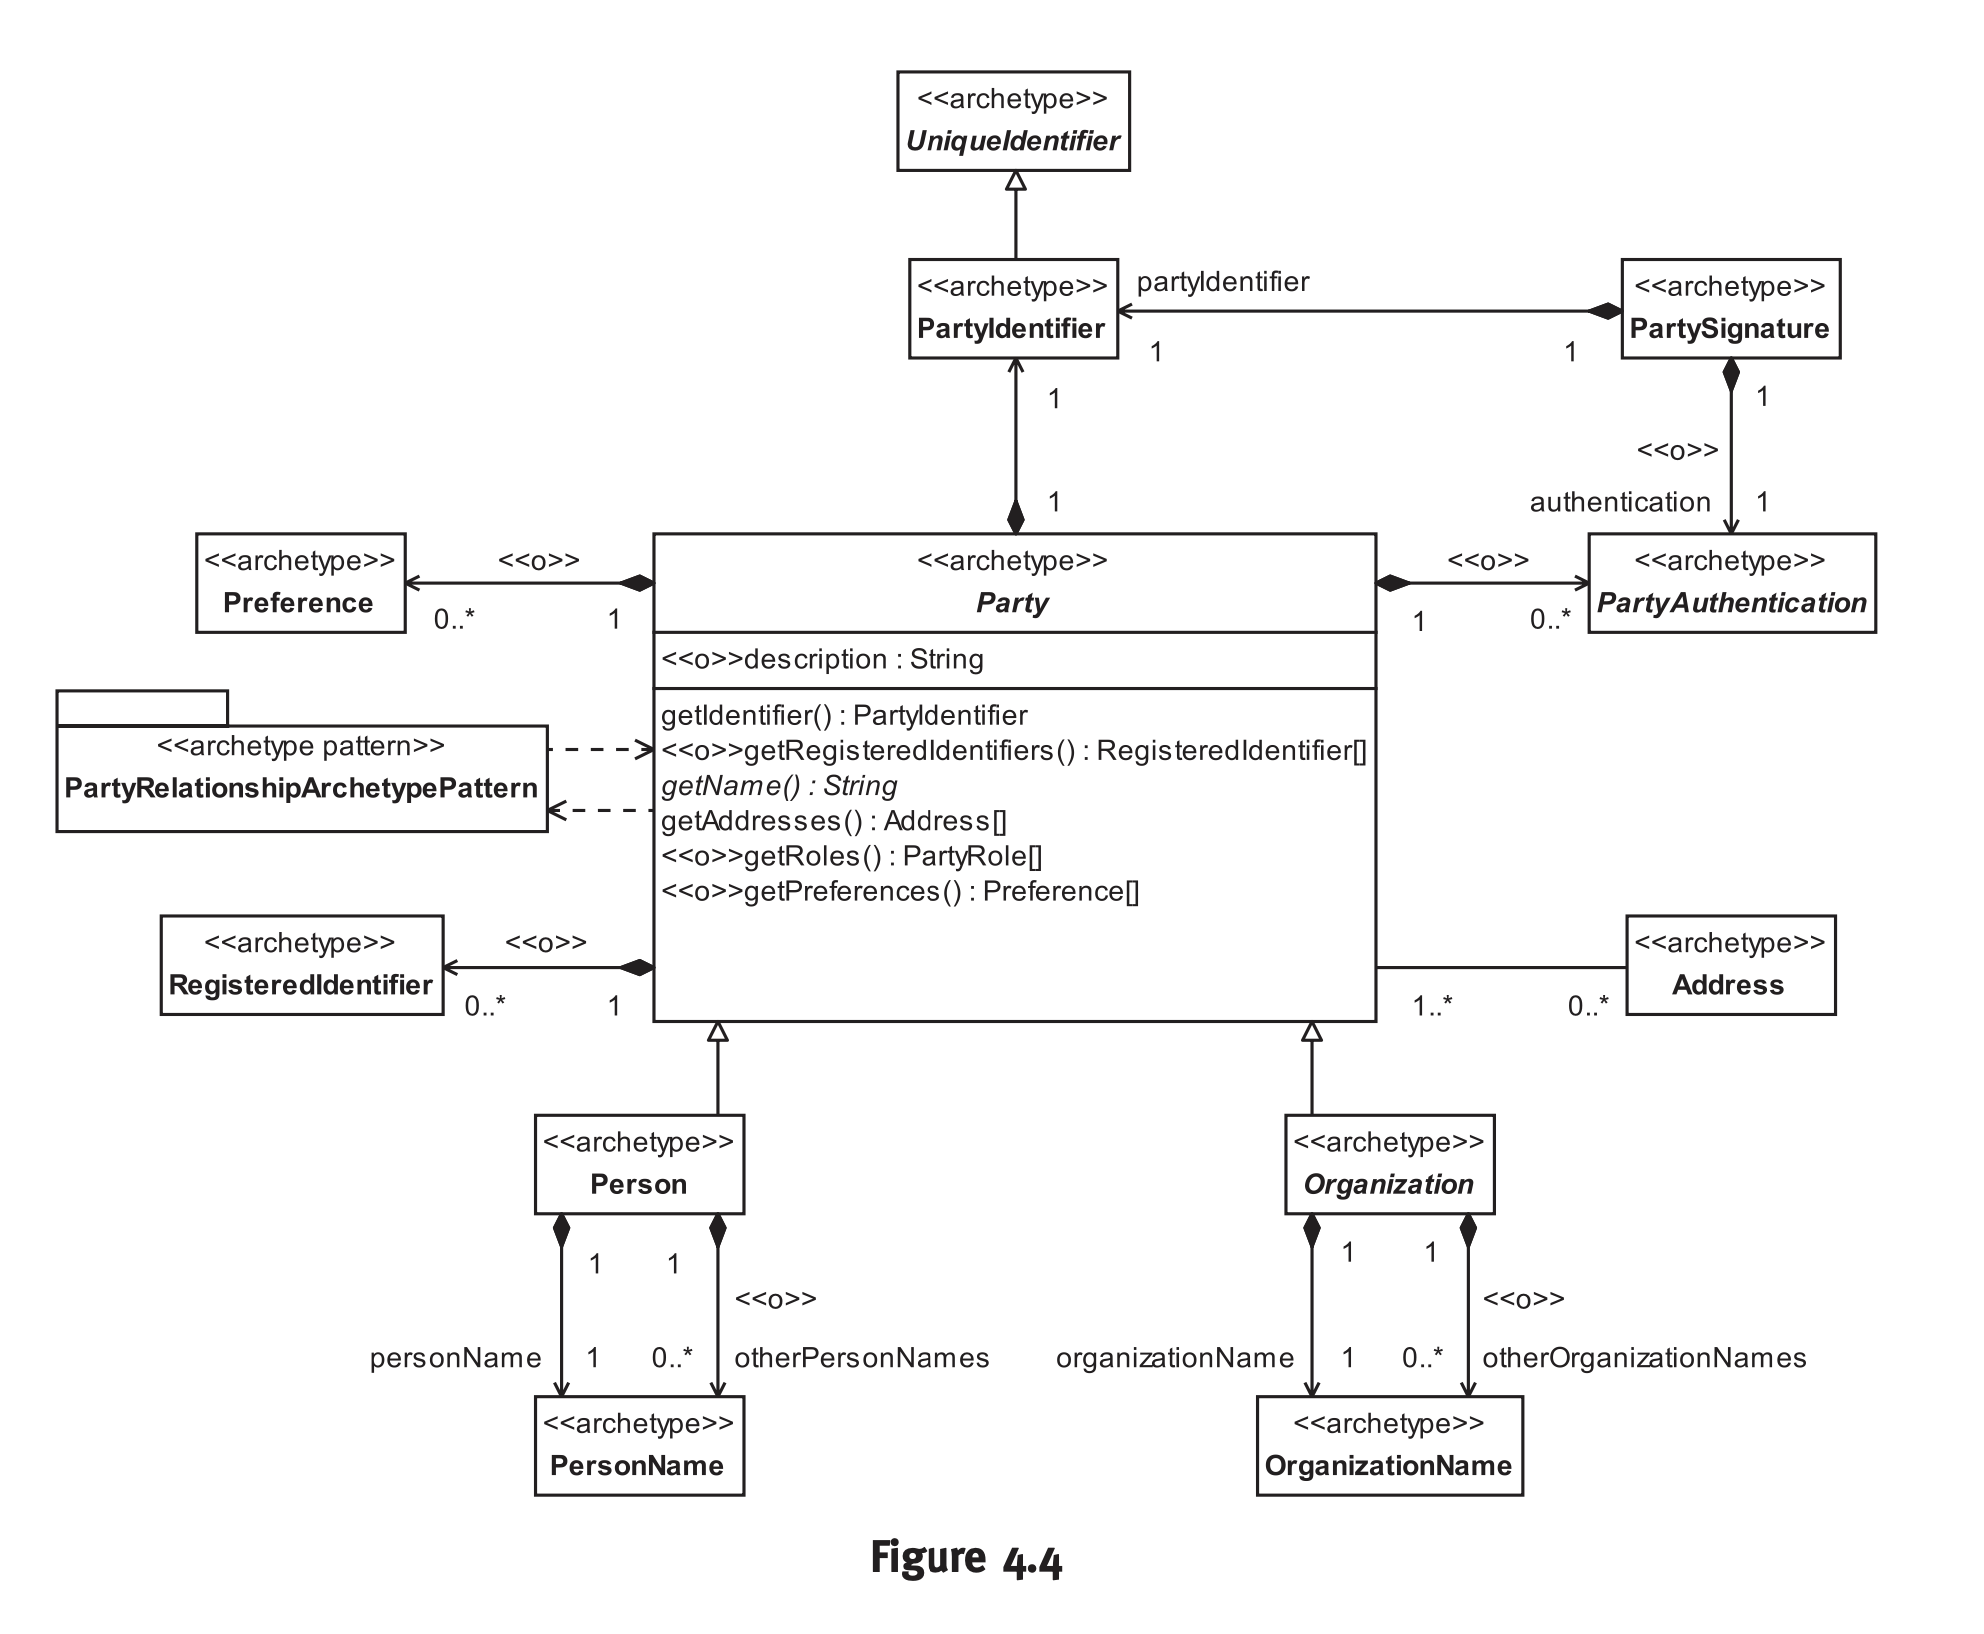 <<archetype>>
UniqueIdentifier
<<archetype>>
PartyIdentifier
partyIdentifier
1
1
<<archetype>>
PartySignature
1
1
1
<<o>>
authentication
1
<<archetype>>
Preference
<<o>>
0..*
1
<<archetype>>
Party
<<o>>
1
0..*
<<archetype>>
PartyAuthentication
<<o>>description : String
getIdentifier() : PartyIdentifier
<<o>>getRegisteredIdentifiers() : RegisteredIdentifier[]
getName() : String
getAddresses() : Address[]
<<o>>getRoles() : PartyRole[]
<<o>>getPreferences() : Preference[]
<<archetype pattern>>
PartyRelationshipArchetypePattern
<<archetype>>
RegisteredIdentifier
<<o>>
0..*
1
1..*
0..*
<<archetype>>
Address
<<archetype>>
Person
<<archetype>>
Organization
1
1
<<o>>
personName
1
0..*
otherPersonNames
1
1
<<o>>
organizationName
1
0..*
otherOrganizationNames
<<archetype>>
PersonName
<<archetype>>
OrganizationName
Figure 4.4